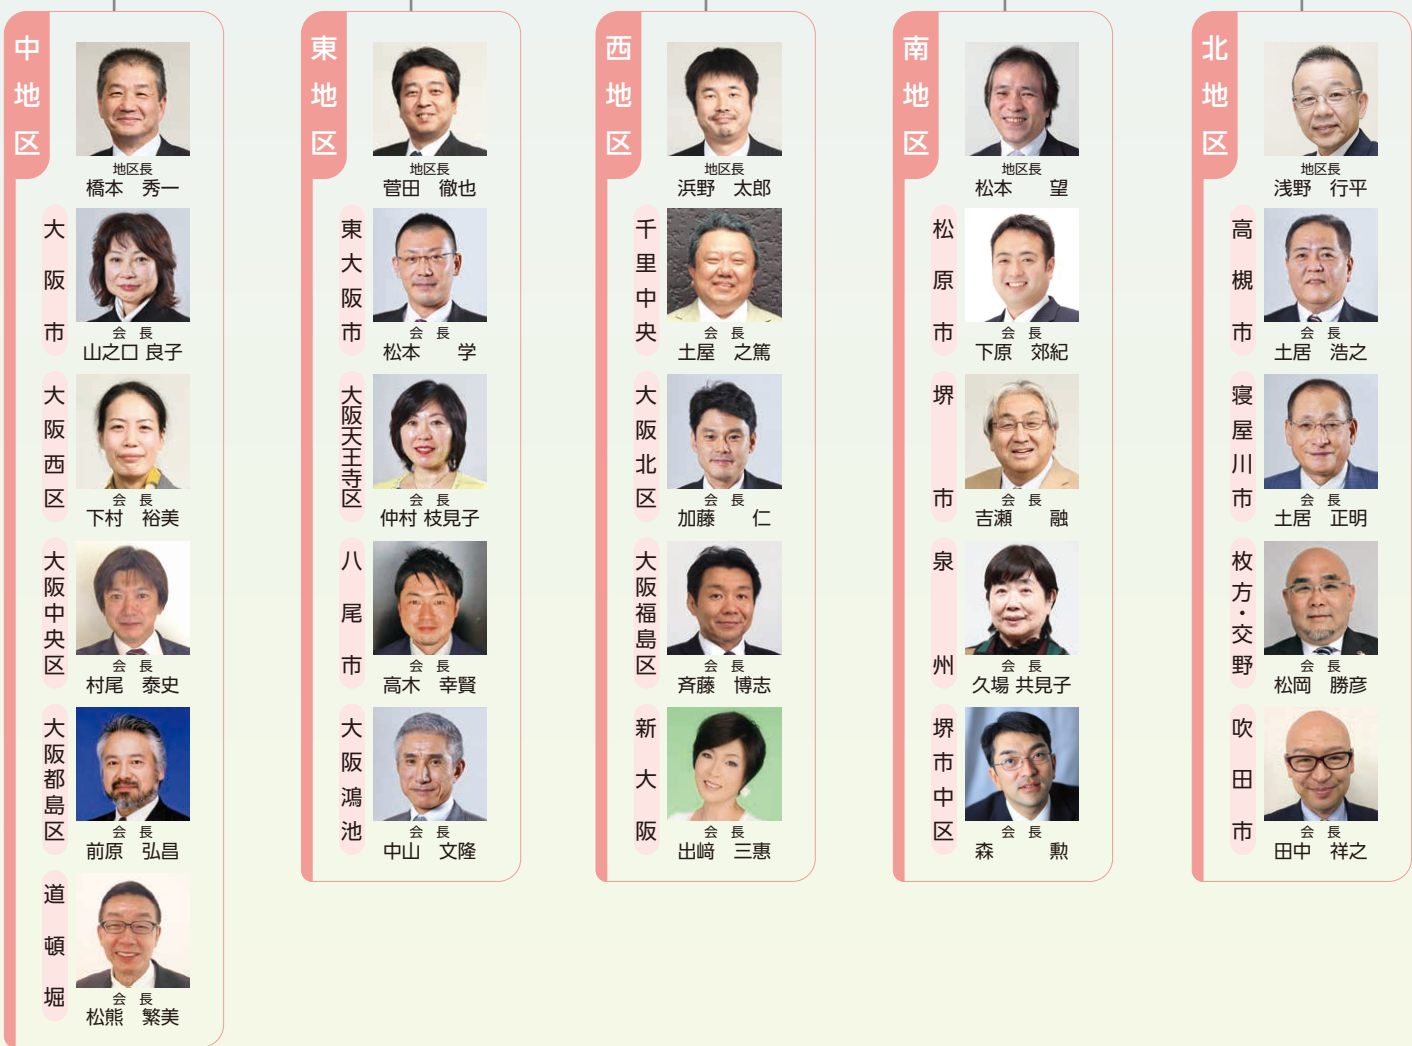 中地区
地区長
橋本　秀一
大阪市
会　長
山之口 良子
大阪西区
会　長
下村　裕美
大阪中央区
会　長
村尾　泰史
大阪都島区
会　長
前原　弘昌
道頓堀
会　長
松熊　繁美
東地区
地区長
菅田　徹也
東大阪市
会　長
松本　　学
大阪天王寺区
会　長
仲村 枝見子
八尾市
会　長
高木　幸賢
大阪鴻池
会　長
中山　文隆
西地区
地区長
浜野　太郎
千里中央
会　長
土屋　之篤
大阪北区
会　長
加藤　　仁
大阪福島区
会　長
斉藤　博志
新大阪
会　長
出﨑　三惠
南地区
地区長
松本　　望
松原市
会　長
下原　郊紀
堺市
会　長
吉瀬　　融
泉州
会　長
久場 共見子
堺市中区
会　長
森　　　勲
北地区
地区長
浅野　行平
高槻市
会　長
土居　浩之
寝屋川市
会　長
土居　正明
枚方・交野
会　長
松岡　勝彦
吹田市
会　長
田中　祥之